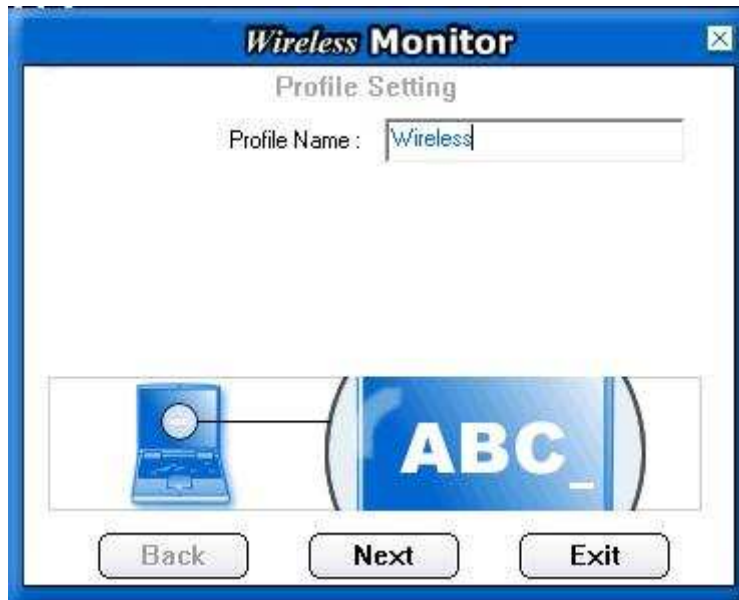 Wireless Monitor
Profile Setting
Profile Name : Wireless
ABC_
Back Next Exit